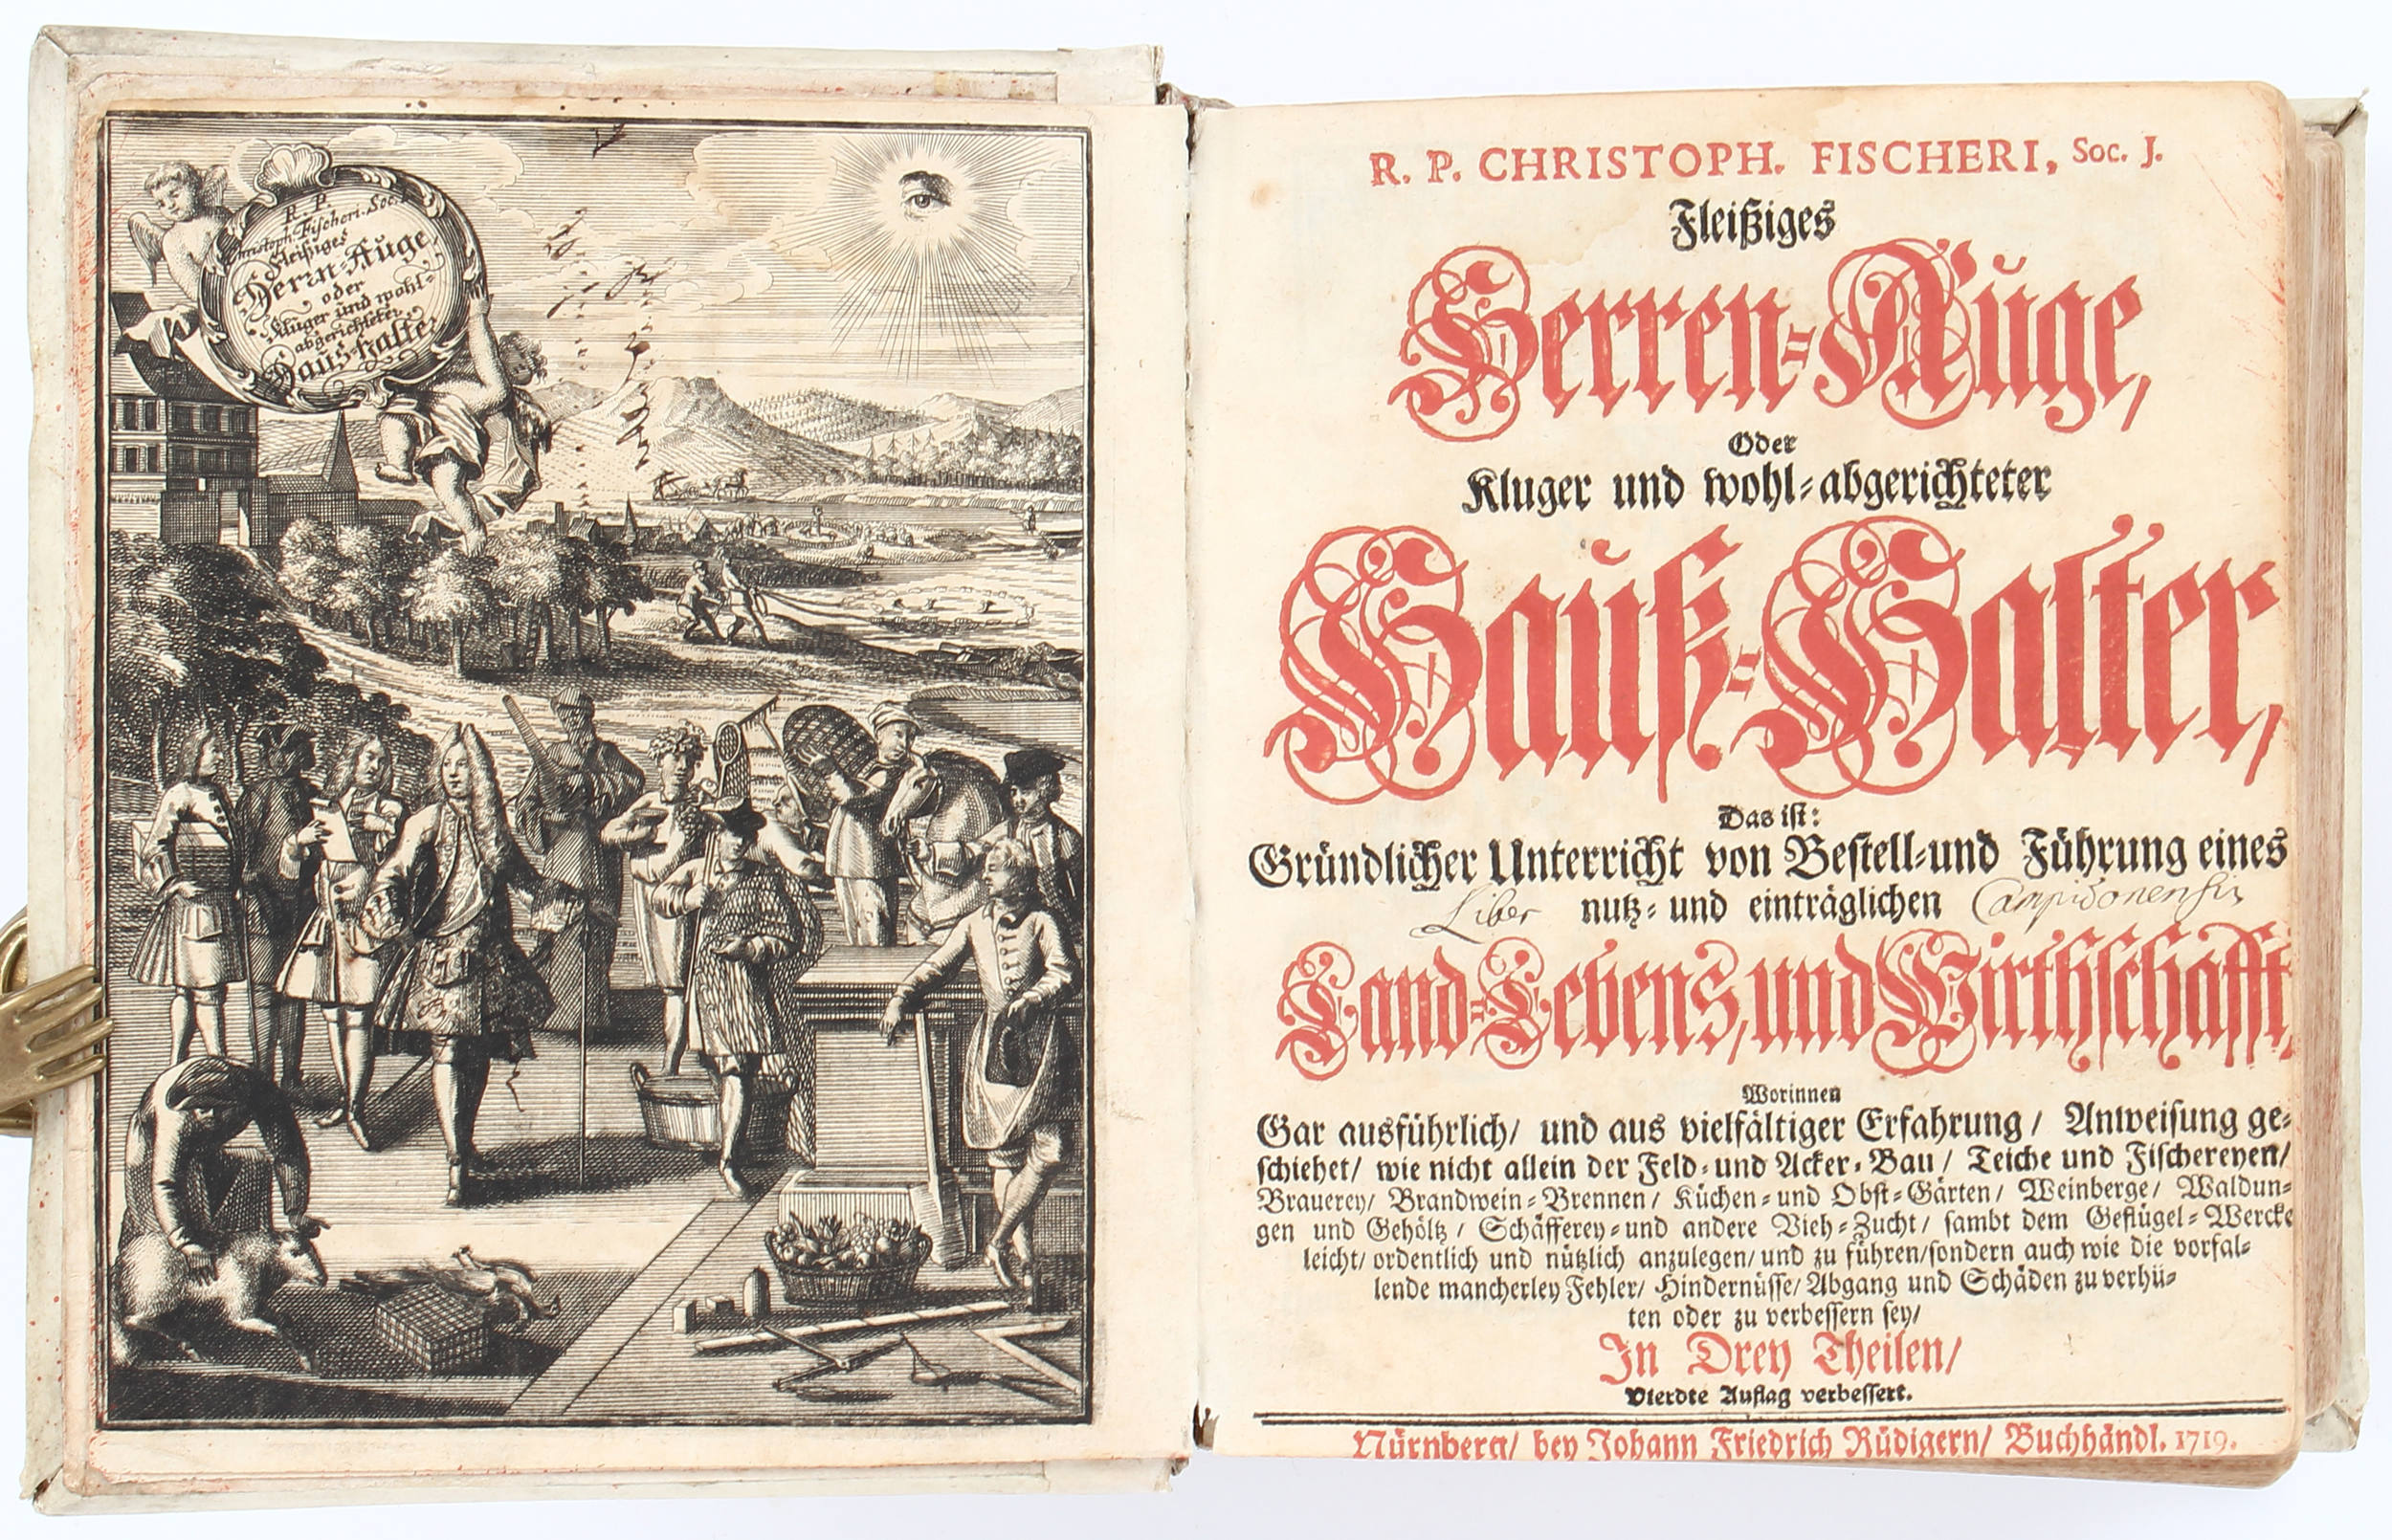 R. P.
Christoph. Fischeri. Soc. J.
Fleißiges
Herrn=Auge,
oder
Kluger und wohl=
abgerichteter
Haus=halter
R. P. CHRISTOPH. FISCHERI, Soc. J.
Fleißiges
Herren=Auge,
Oder
Kluger und wohl=abgerichteter
Hauß=Halter,
Das ist:
Gründlicher Unterricht von Bestell=und Führung eines
Liber nutz= und einträglichen Campidonensis
Land=Lebens, und Wirthschafft,
Worinnen
Gar ausführlich/ und aus vielfältiger Erfahrung/ Anweisung ge=
schiehet/ wie nicht allein der Feld=und Acker=Bau/ Teiche und Fischereyen/
Brauerey/ Brandwein=Brennen/ Küchen=und Obst=Gärten/ Weinberge/ Waldun=
gen und Gehöltz/ Schäfferey=und andere Vieh=Zucht/ sambt dem Geflügel=Wercke
leicht/ ordentlich und nützlich anzulegen/ und zu führen/ sondern auch wie die vorfal=
lende mancherley Fehler/ Hindernüsse/ Abgang und Schäden zu verhü=
ten oder zu verbessern sey/
In Drey Theilen/
Vierdte Auflag verbessert.
Nürnberg/ bey Johann Friedrich Rüdigern/ Buchhändl. 1719.